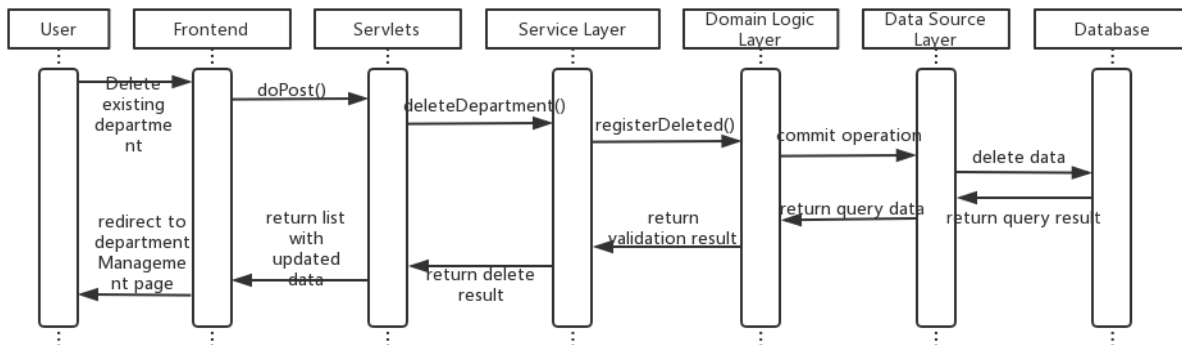 User
Frontend
Servlets
Service Layer
Domain Logic
Layer
Data Source
Layer
Database
Delete
existing
departme
nt
doPost()
deleteDepartment()
registerDeleted()
commit operation
delete data
return query result
return query data
return
validation result
return delete
result
return list
with
updated
data
redirect to
department
Manageme
nt page